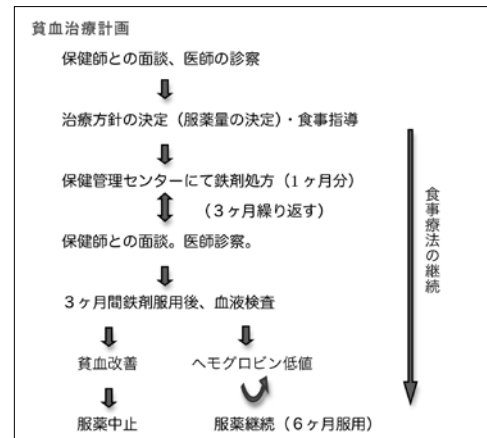 貧血治療計画
保健師との面談、医師の診察
治療方針の決定（服薬量の決定）・食事指導
保健管理センターにて鉄剤処方（1ヶ月分）
（３ヶ月繰り返す）
保健師との面談。医師診察。
３ヶ月間鉄剤服用後、血液検査
貧血改善
ヘモグロビン低値
服薬中止
服薬継続（６ヶ月服用）
食事療法の継続